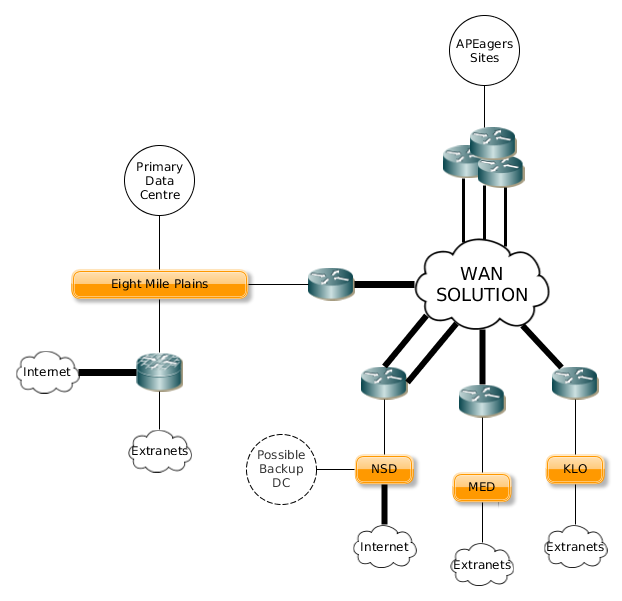 APEagers
Sites
Primary
Data
Centre
WAN
SOLUTION
Eight Mile Plains
Internet
Extranets
Possible
Backup
DC
NSD
MED
KLO
Internet
Extranets
Extranets